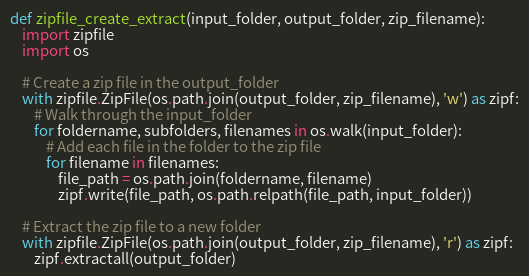 def zipfile_create_extract(input_folder, output_folder, zip_filename):
    import zipfile
    import os

    # Create a zip file in the output_folder
    with zipfile.ZipFile(os.path.join(output_folder, zip_filename), 'w') as zipf:
        # Walk through the input_folder
        for foldername, subfolders, filenames in os.walk(input_folder):
            # Add each file in the folder to the zip file
            for filename in filenames:
                file_path = os.path.join(foldername, filename)
                zipf.write(file_path, os.path.relpath(file_path, input_folder))

    # Extract the zip file to a new folder
    with zipfile.ZipFile(os.path.join(output_folder, zip_filename), 'r') as zipf:
        zipf.extractall(output_folder)